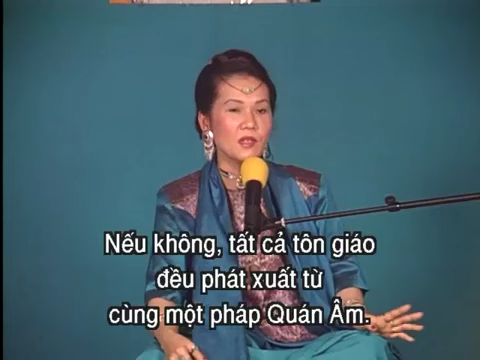 Nếu không, tất cả tôn giáo
đều phát xuất từ
cùng một pháp Quán Âm.